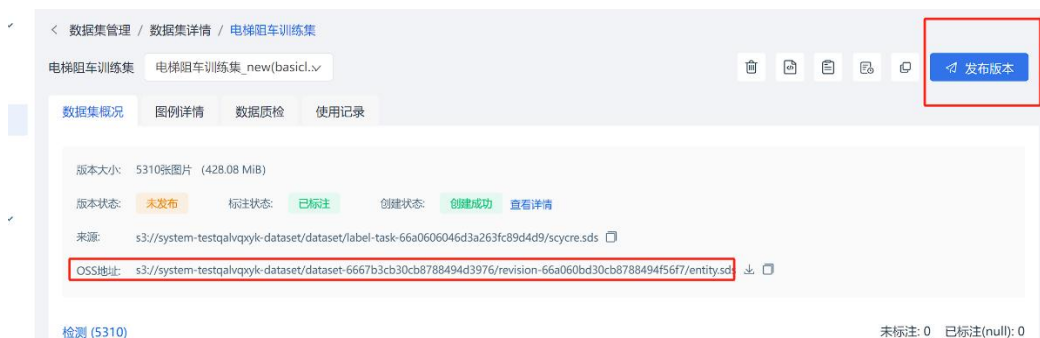 < 数据集管理 / 数据集详情 / 电梯阻车训练集
电梯阻车训练集 电梯阻车训练集_new(basicl. 发布版本
数据集概况 图例详情 数据质检 使用记录
版本大小: 5310张图片 (428.08 MiB)
版本状态: 未发布 标注状态: 已标注 创建状态: 创建成功 查看详情
来源: s3://system-testqalvqxyk-dataset/dataset/label-task-66a0606046d3a263fc89d4d9/scycre.sds
OSS地址: s3://system-testqalvqxyk-dataset/dataset-6667b3cb30cb8788494d3976/revision-66a060bd30cb8788494f56f7/entity.sds
检测 (5310) 未标注: 0 已标注(null): 0